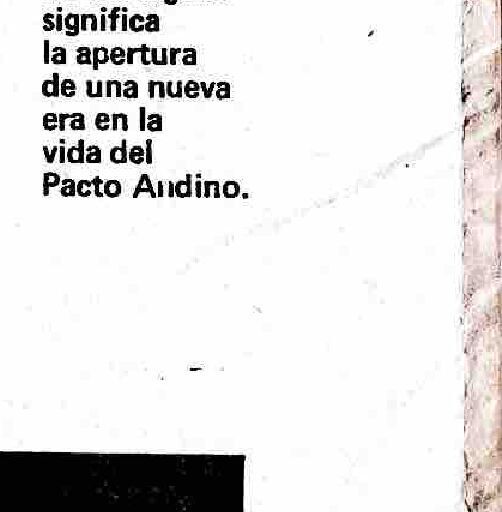 significa
la apertura
de una nueva
era en la
vida del
Pacto Andino.